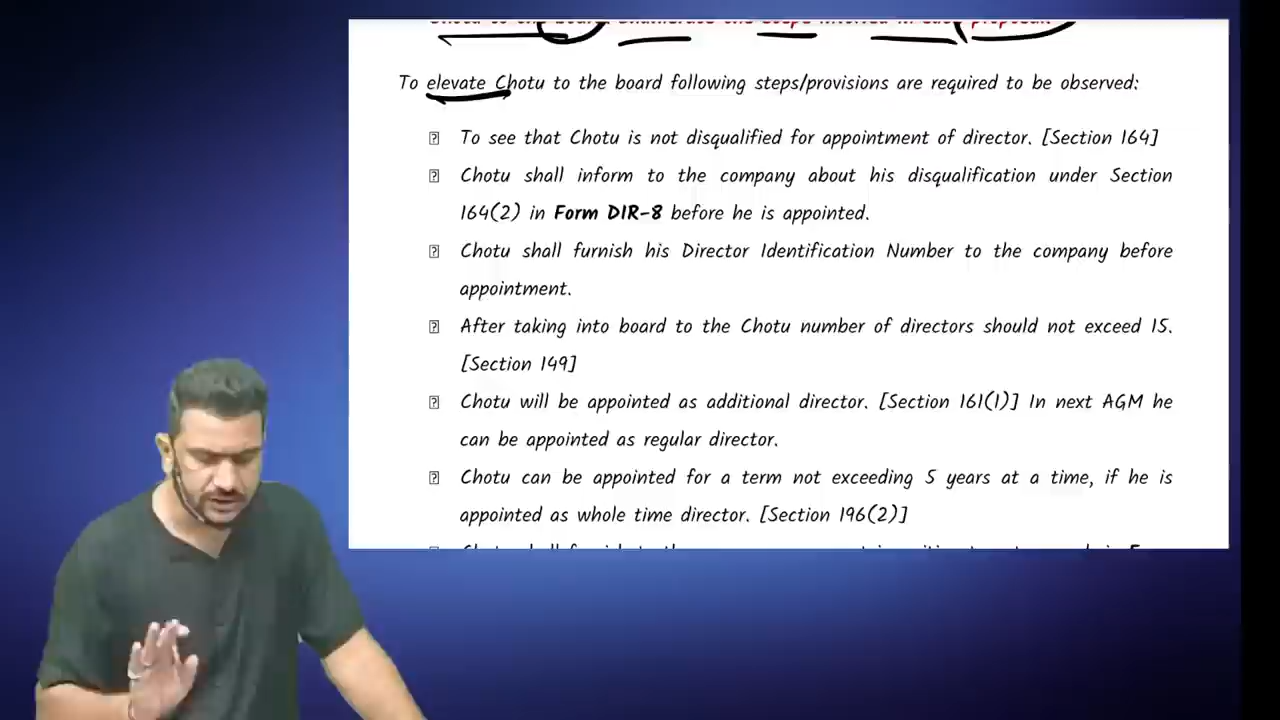 To elevate Chotu to the board following steps/provisions are required to be observed:
To see that Chotu is not disqualified for appointment of director. [Section 164]
Chotu shall inform to the company about his disqualification under Section
164(2) in Form DIR-8 before he is appointed.
Chotu shall furnish his Director Identification Number to the company before
appointment.
After taking into board to the Chotu number of directors should not exceed 15.
[Section 149]
Chotu will be appointed as additional director. [Section 161(1)] In next AGM he
can be appointed as regular director.
Chotu can be appointed for a term not exceeding 5 years at a time, if he is
appointed as whole time director. [Section 196(2)]